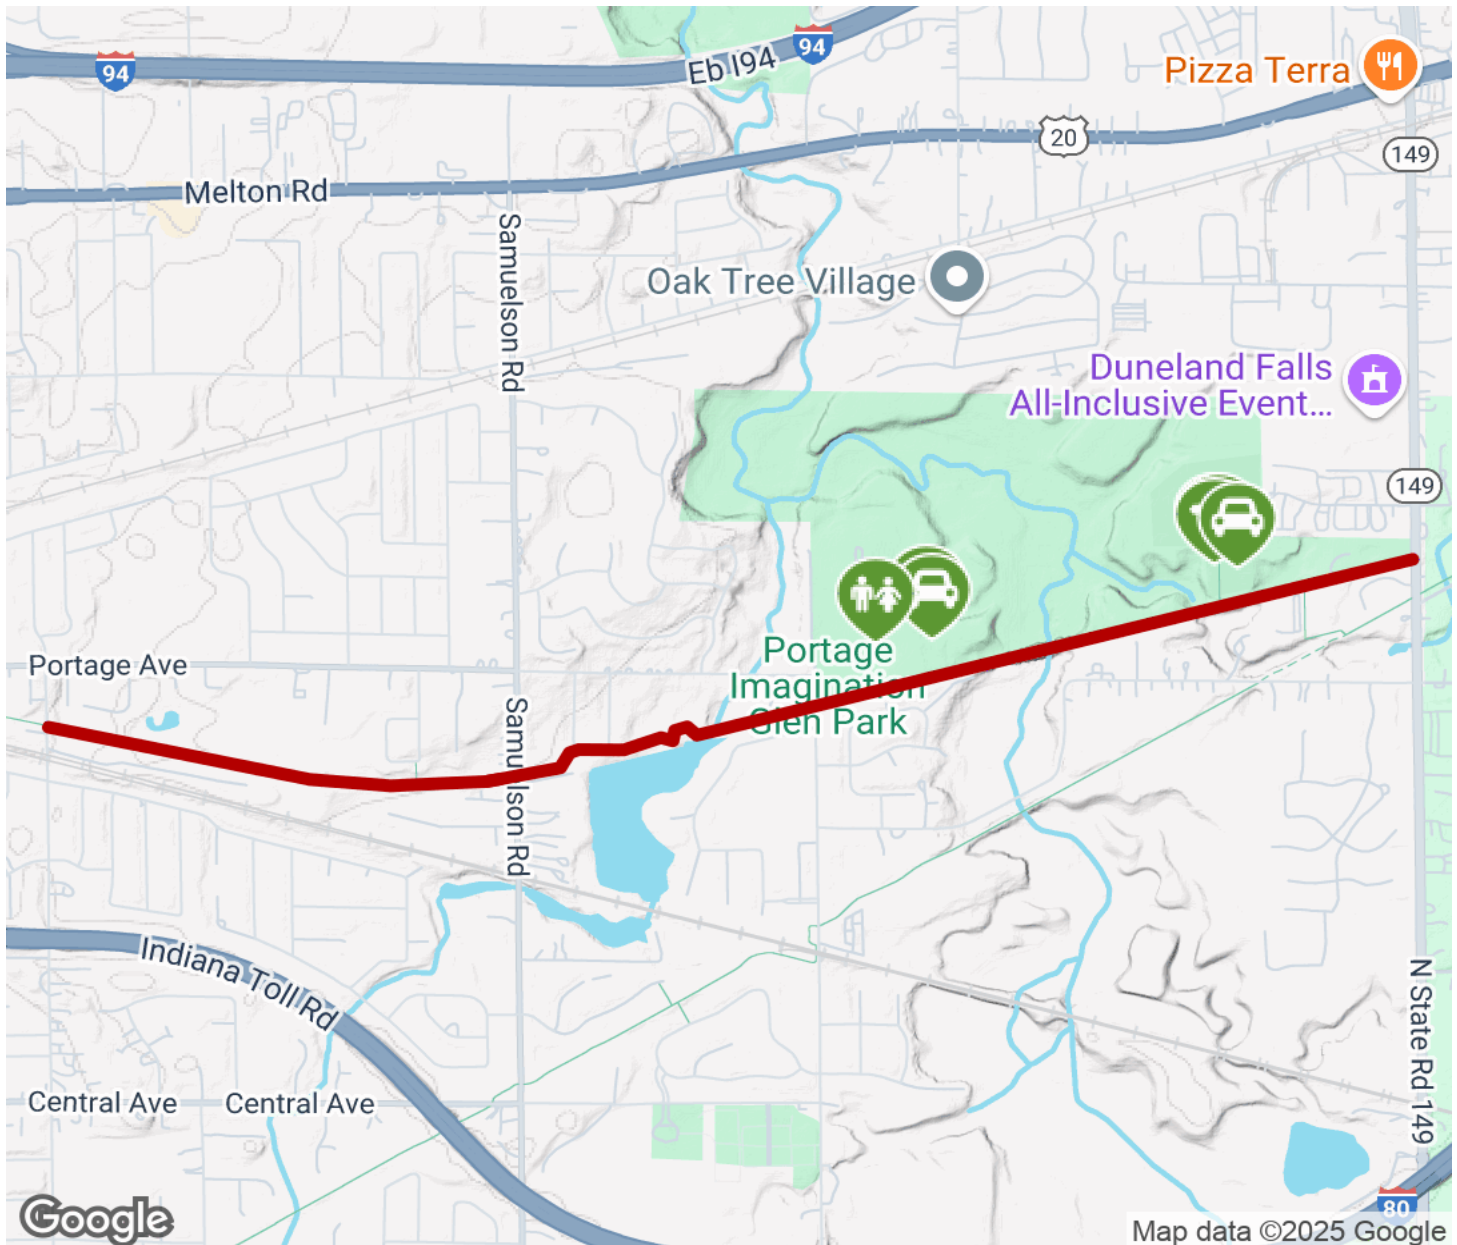 94
Eb I94
94
Pizza Terra
20
149
Melton Rd
Samuelson Rd
Oak Tree Village
Duneland Falls
All-Inclusive Event...
149
Portage Ave
Portage
Imagination
Glen Park
Samuelson Rd
Indiana Toll Rd
N State Rd 149
Central Ave
Central Ave
80
Google
Map data ©2025 Google